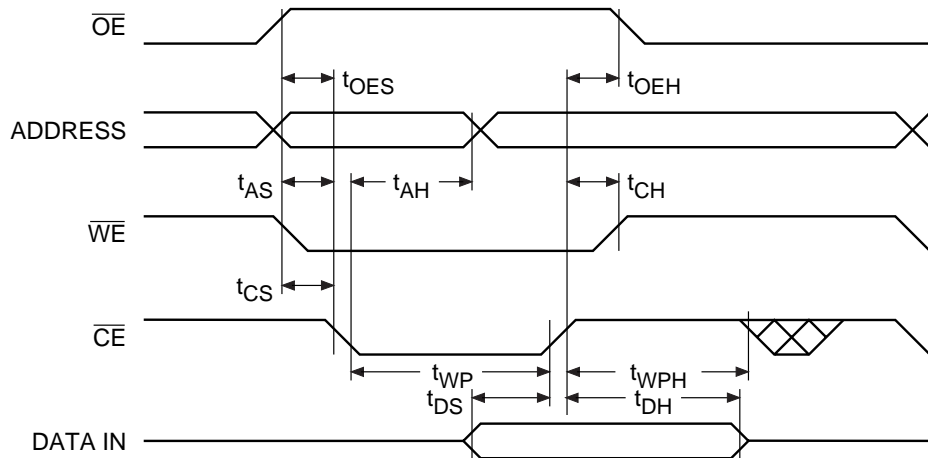 OE
tOES
tOEH
ADDRESS
tAS
tAH
tCH
WE
tCS
CE
tWP
tWPH
tDS
tDH
DATA IN